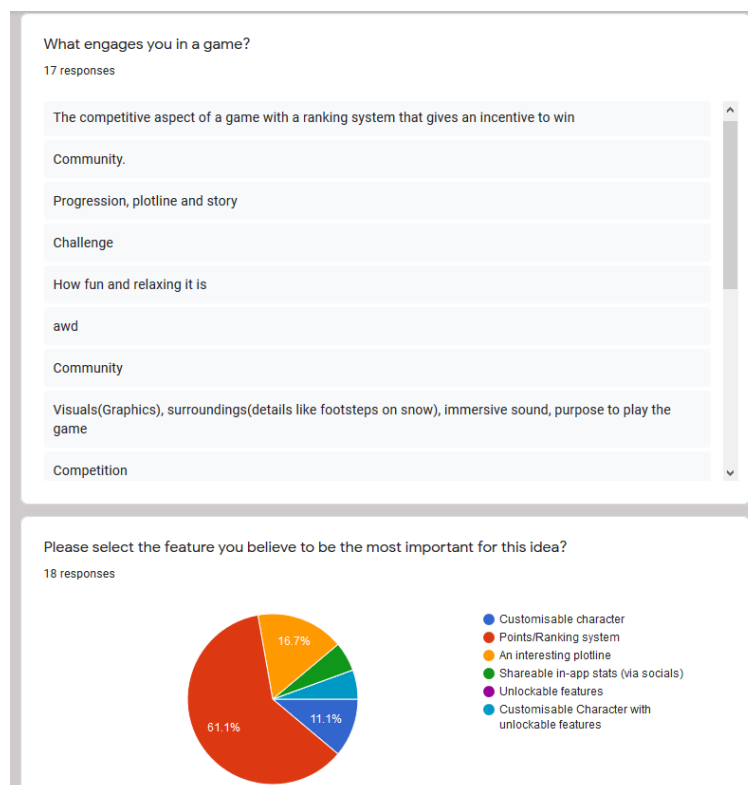 What engages you in a game?
17 responses
The competitive aspect of a game with a ranking system that gives an incentive to win
Community.
Progression, plotline and story
Challenge
How fun and relaxing it is
awd
Community
Visuals(Graphics), surroundings(details like footsteps on snow), immersive sound, purpose to play the
game
Competition
Please select the feature you believe to be the most important for this idea?
18 responses
16.7%
61.1%
11.1%
Customisable character
Points/Ranking system
An interesting plotline
Shareable in-app stats (via socials)
Unlockable features
Customisable Character with
unlockable features